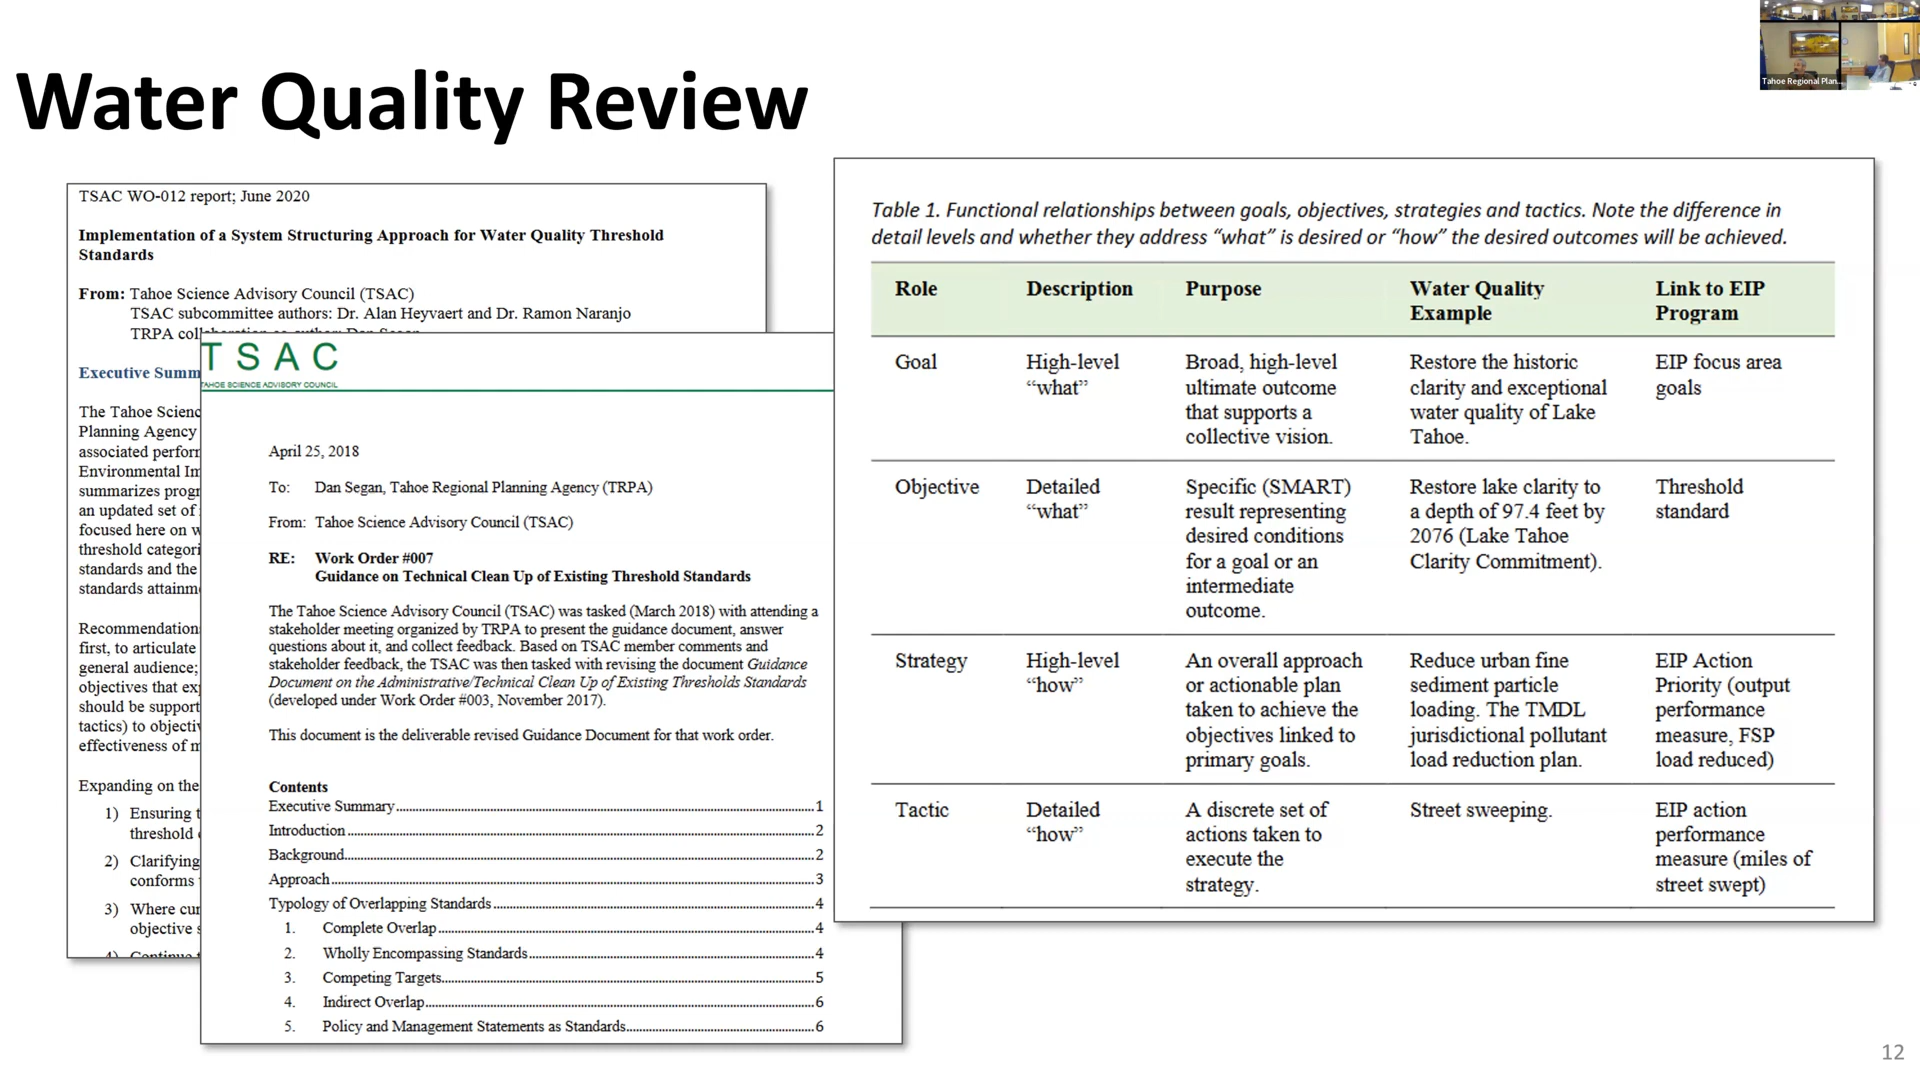 Water Quality Review
TSAC WO-012 report; June 2020
Implementation of a System Structuring Approach for Water Quality Threshold
Standards
From: Tahoe Science Advisory Council (TSAC)
TSAC subcommittee authors: Dr. Alan Heyvaert and Dr. Ramon Naranjo
TRPA
Executive
The Tahoe
Planning Agency
associated
Environmental
summarizes
an updated set of
focused here on
threshold
standards and the
standards
first, to articulate
general audience;
objectives that
should be
to
effectiveness of
Expanding on the
1) Ensuring
threshold
2) Clarifying
conforms
3) Where
objective
4) Continue
TSAC
TAHOE SCIENCE ADVISORY COUNCIL
April 25, 2018
To: Dan Segan, Tahoe Regional Planning Agency (TRPA)
From: Tahoe Science Advisory Council (TSAC)
RE: Work Order #007
Guidance on Technical Clean Up of Existing Threshold Standards
The Tahoe Science Advisory Council (TSAC) was tasked (March 2018) with attending a
stakeholder meeting organized by TRPA to present the guidance document, answer
questions about it, and collect feedback. Based on TSAC member comments and
stakeholder feedback, the TSAC was then tasked with revising the document Guidance
Document on the Administrative/Technical Clean Up of Existing Thresholds Standards
(developed under Work Order #003, November 2017).
This document is the deliverable revised Guidance Document for that work order.
Contents
Executive Summary 1
Introduction 2
Background 2
Approach 3
Typology of Overlapping Standards 4
1. Complete Overlap 4
2. Wholly Encompassing Standards 4
3. Competing Targets 5
4. Indirect Overlap 6
5. Policy and Management Statements as Standards 6
Table 1. Functional relationships between goals, objectives, strategies and tactics. Note the difference in
detail levels and whether they address “what” is desired or “how” the desired outcomes will be achieved.
Role
Description
Purpose
Water Quality
Example
Link to EIP
Program
Goal
High-level
“what”
Broad, high-level
ultimate outcome
that supports a
collective vision.
Restore the historic
clarity and exceptional
water quality of Lake
Tahoe.
EIP focus area
goals
Objective
Detailed
“what”
Specific (SMART)
result representing
desired conditions
for a goal or an
intermediate
outcome.
Restore lake clarity to
a depth of 97.4 feet by
2076 (Lake Tahoe
Clarity Commitment).
Threshold
standard
Strategy
High-level
“how”
An overall approach
or actionable plan
taken to achieve the
objectives linked to
primary goals.
Reduce urban fine
sediment particle
loading. The TMDL
jurisdictional pollutant
load reduction plan.
EIP Action
Priority (output
performance
measure, FSP
load reduced)
Tactic
Detailed
“how”
A discrete set of
actions taken to
execute the
strategy.
Street sweeping.
EIP action
performance
measure (miles of
street swept)
Tahoe Regional Plan...
12